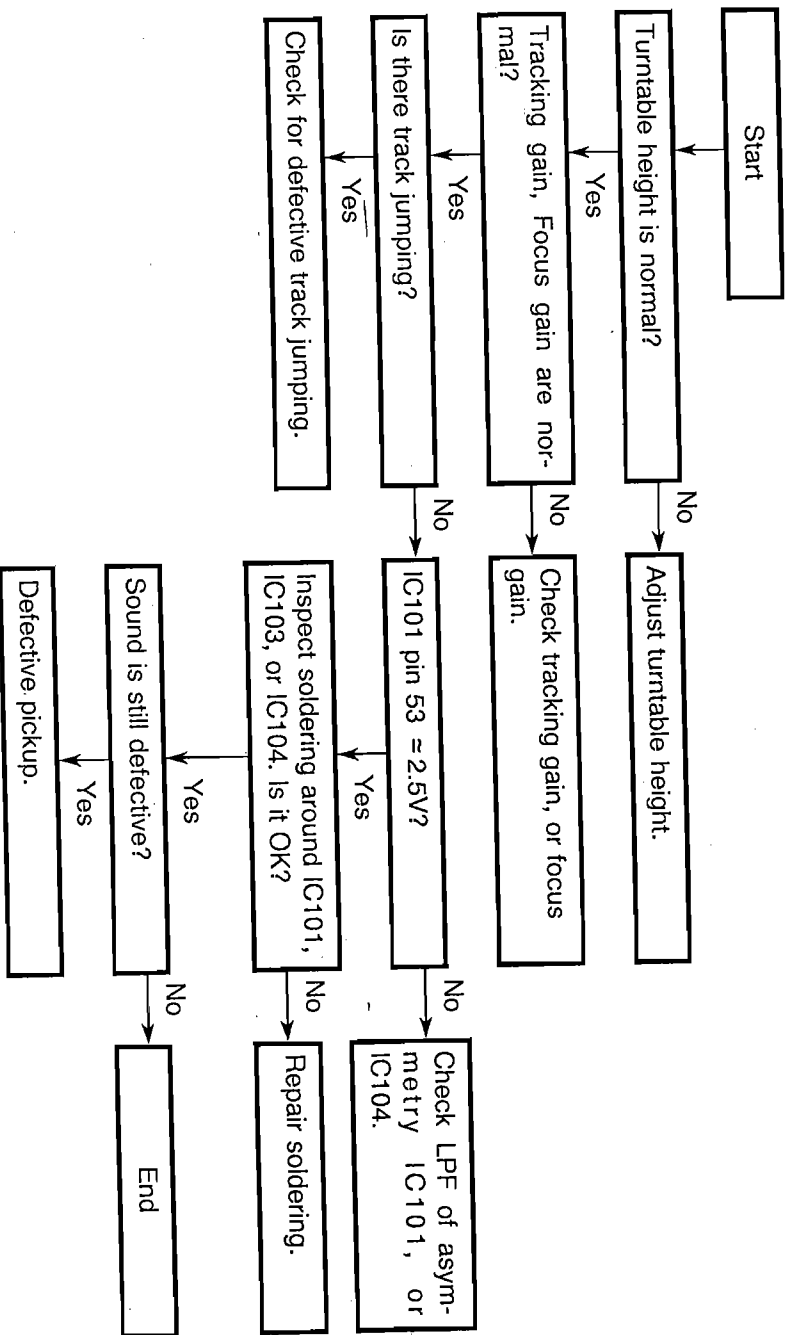 Start
Turntable height is normal?
No
Adjust turntable height.
Yes
Tracking gain, Focus gain are nor-
mal?
No
Check tracking gain, or focus
gain.
Yes
Is there track jumping?
No
IC101 pin 53 ≃ 2.5V?
No
Check LPF of asym-
metry IC101, or
IC104.
Yes
Check for defective track jumping.
Yes
Inspect soldering around IC101,
IC103, or IC104. Is it OK?
No
Repair soldering.
Yes
Sound is still defective?
No
End
Yes
Defective pickup.